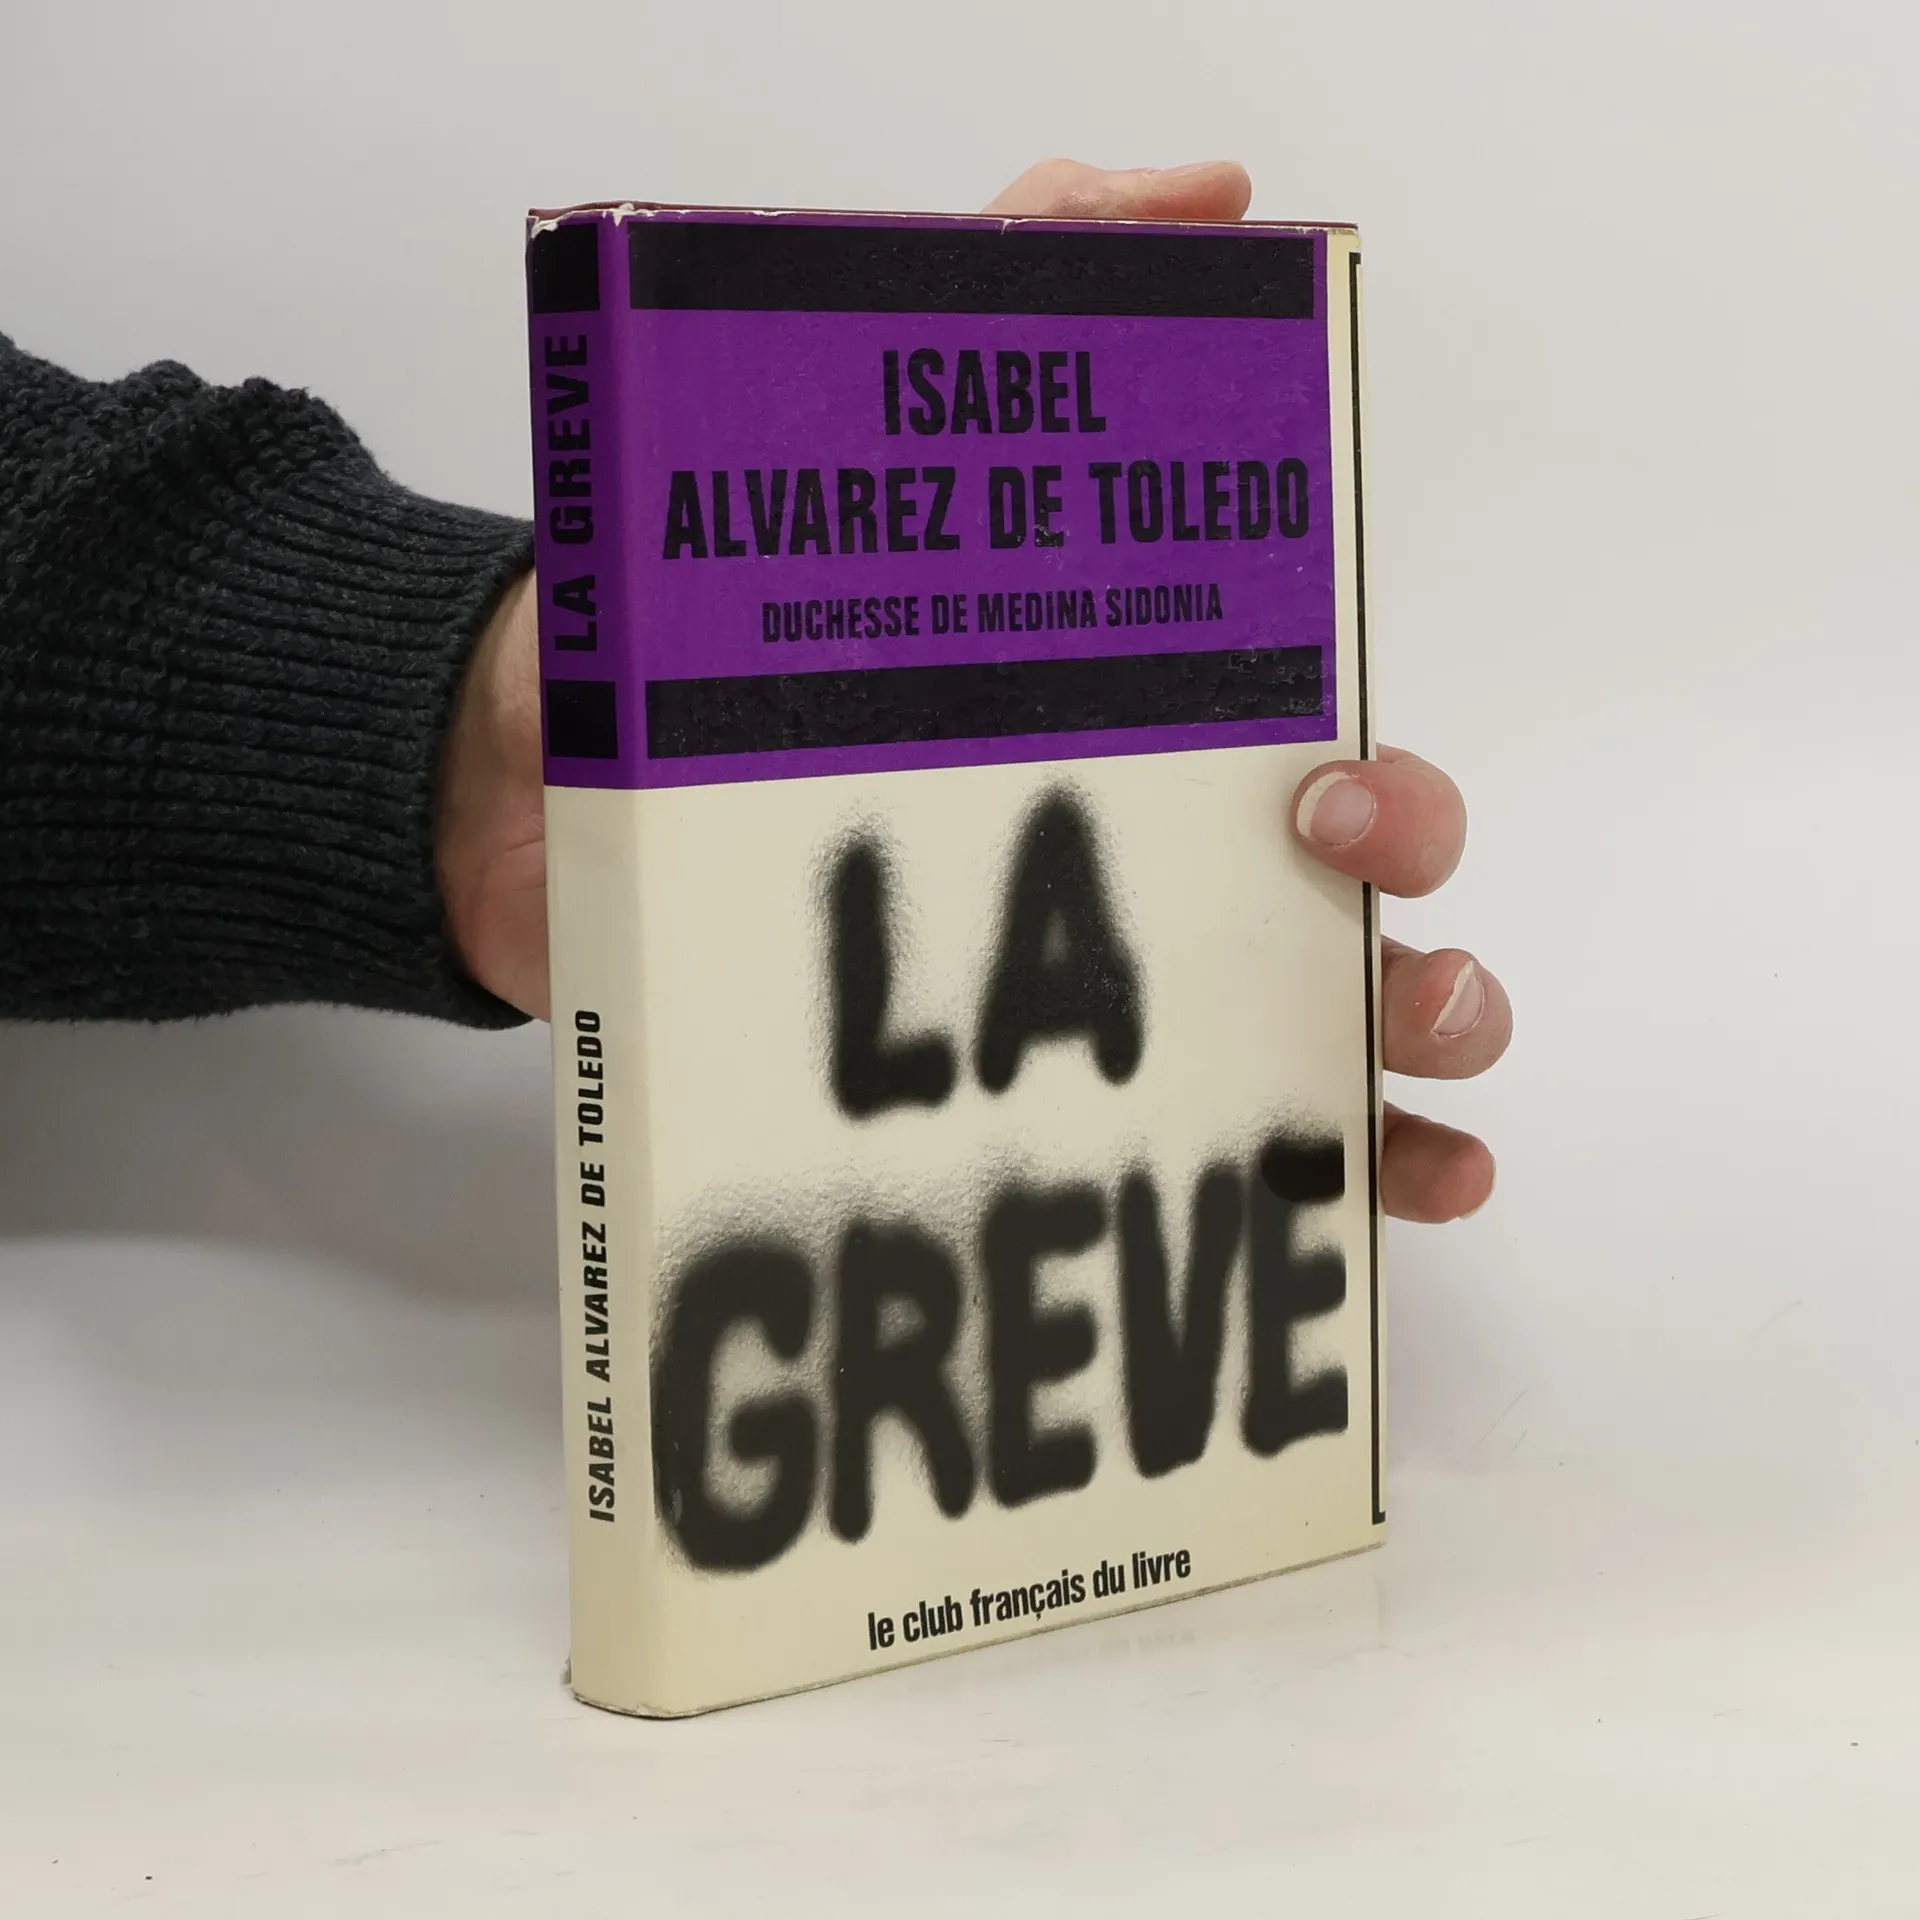 ISABEL
ALVAREZ DE TOLEDO
DUCHESSE DE MEDINA SIDONIA
LA
GREVE
le club français du livre
LA GREVE
ISABEL ALVAREZ DE TOLEDO